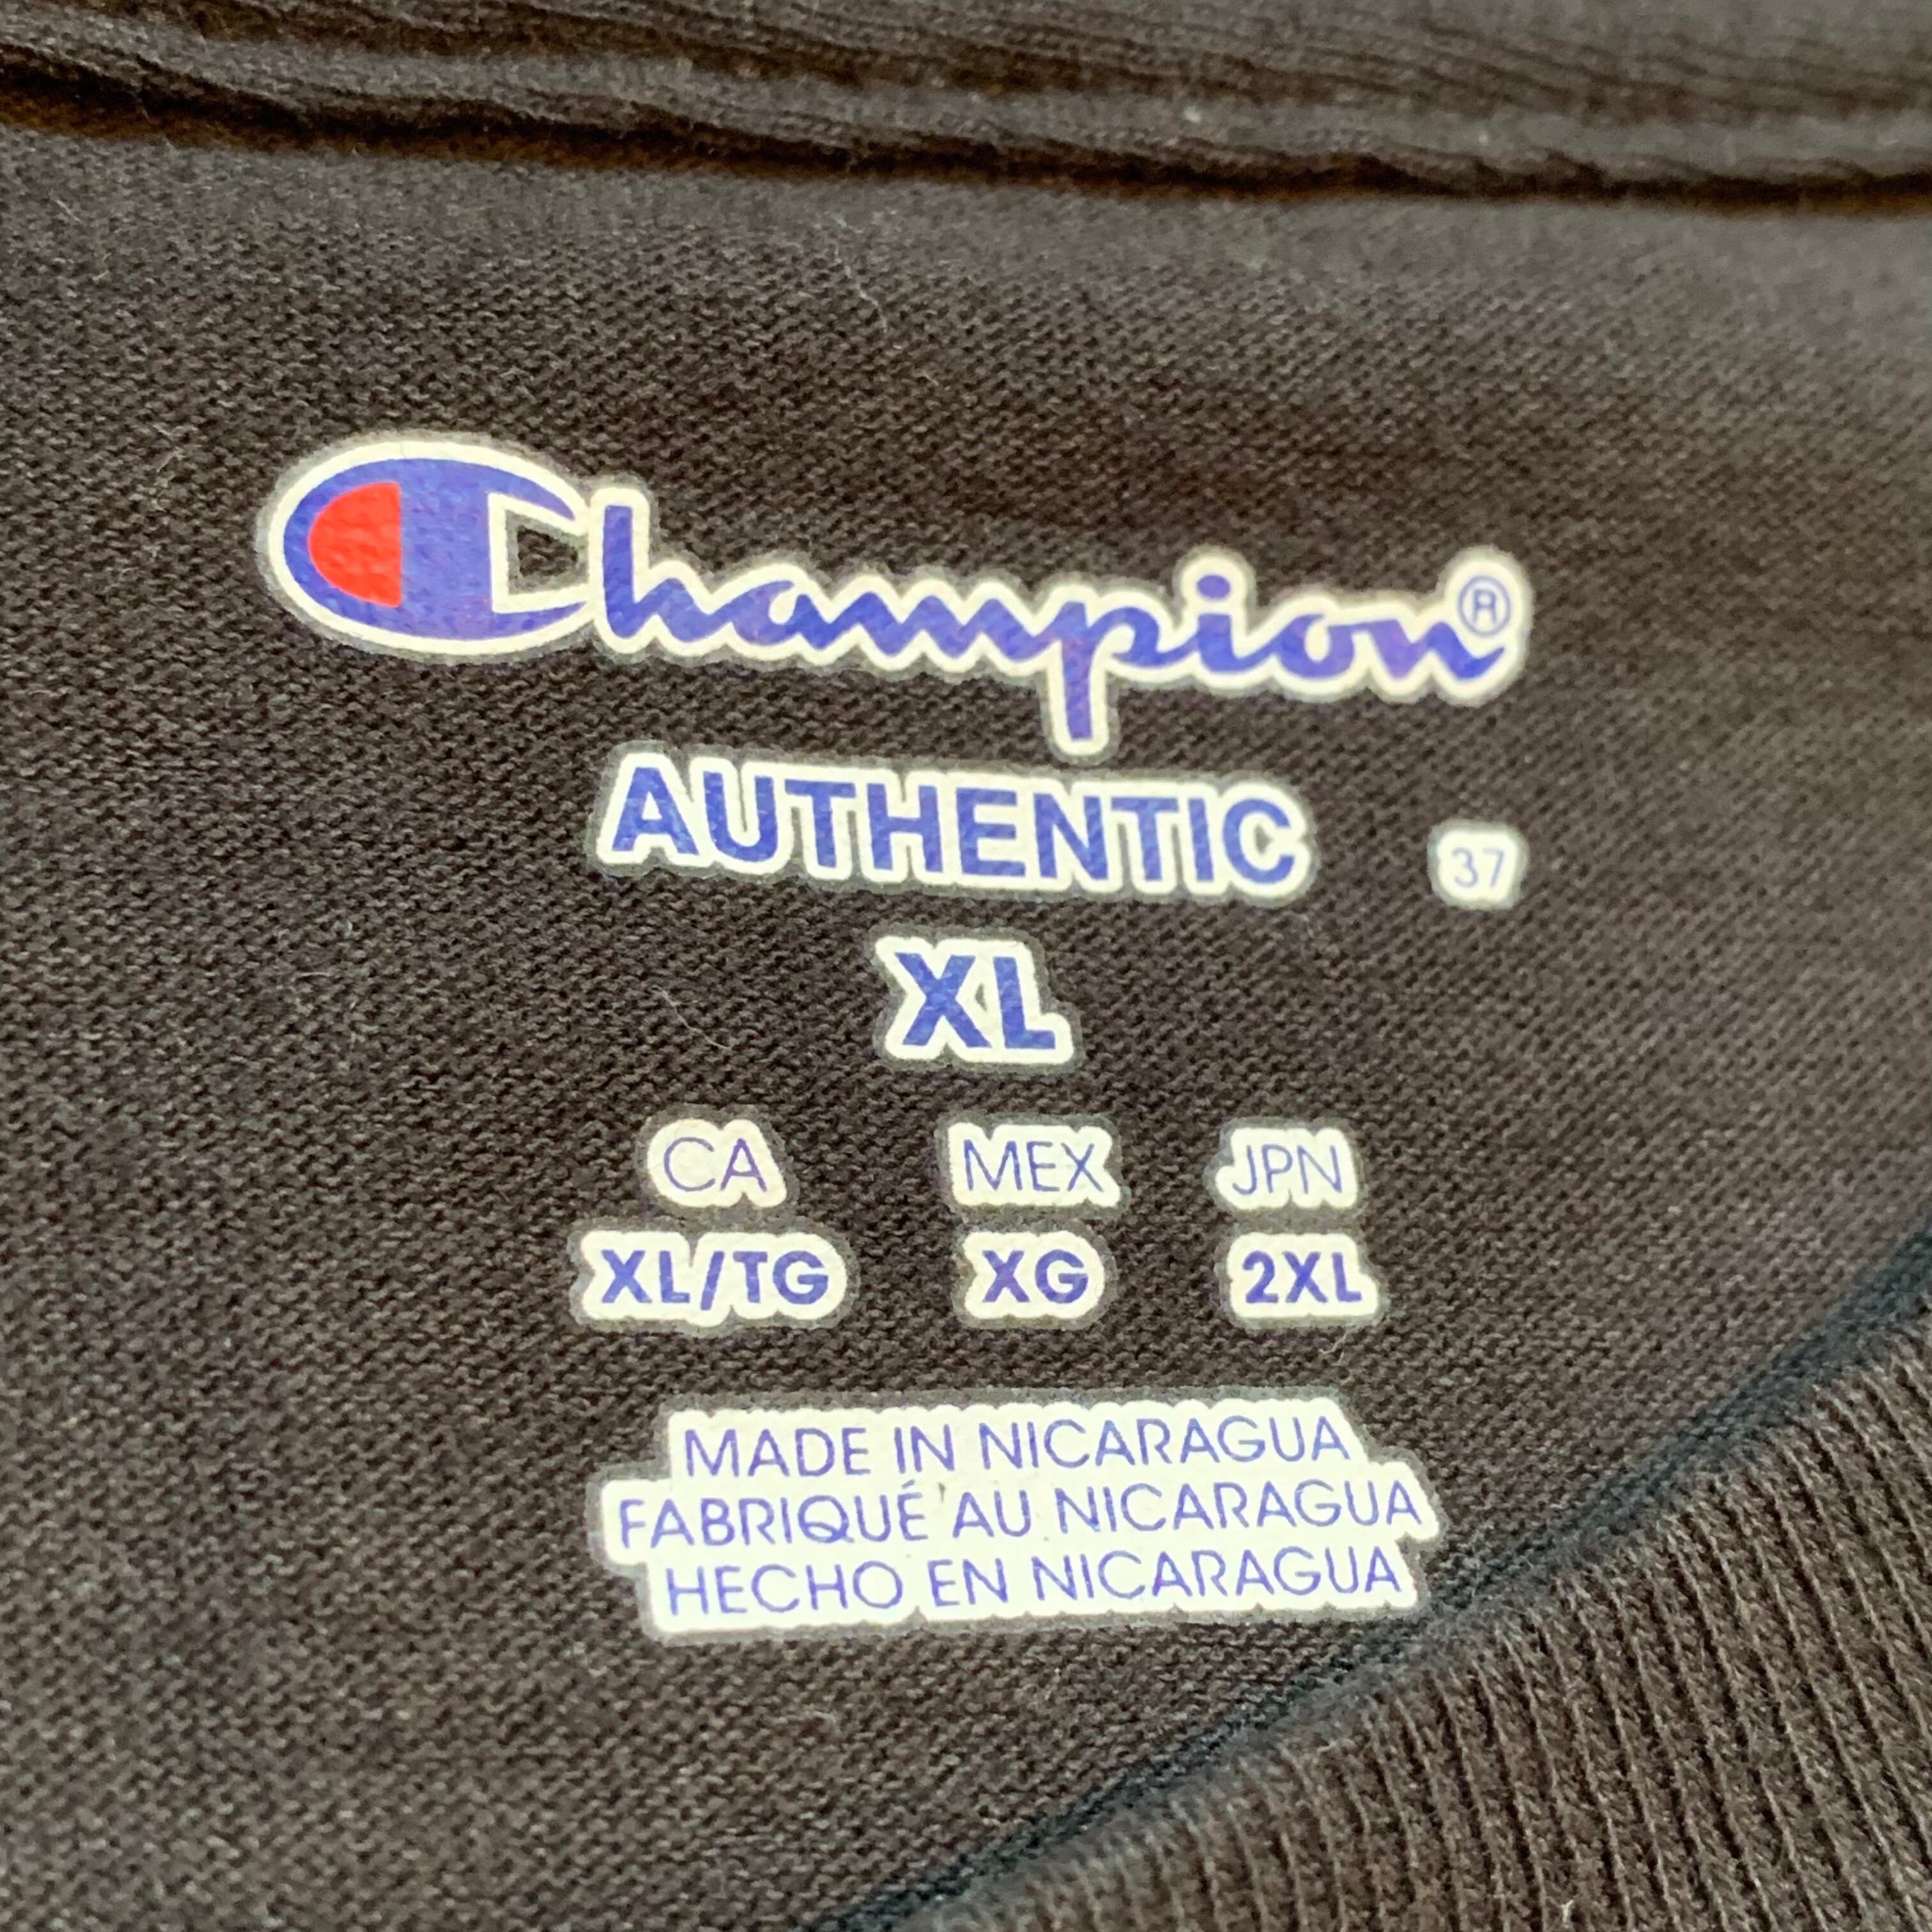 Champion®
AUTHENTIC 37
XL
CA MEX JPN
XL/TG XG 2XL
MADE IN NICARAGUA
FABRIQUÉ AU NICARAGUA
HECHO EN NICARAGUA